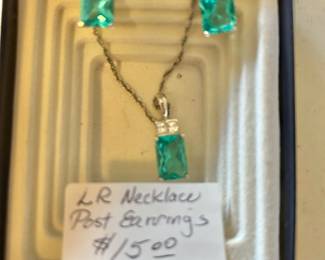 LR Necklace
Post Earrings
$15.00